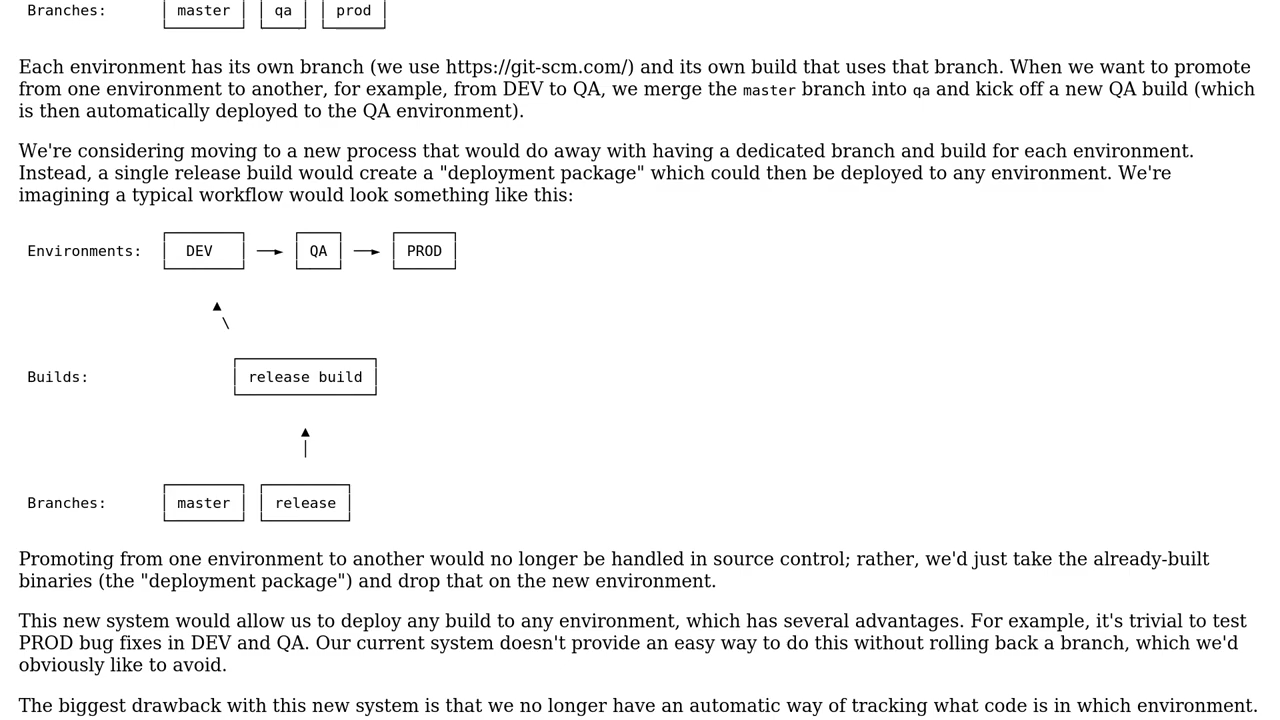 Branches: master qa prod
Each environment has its own branch (we use https://git-scm.com/) and its own build that uses that branch. When we want to promote
from one environment to another, for example, from DEV to QA, we merge the master branch into qa and kick off a new QA build (which
is then automatically deployed to the QA environment).
We're considering moving to a new process that would do away with having a dedicated branch and build for each environment.
Instead, a single release build would create a "deployment package" which could then be deployed to any environment. We're
imagining a typical workflow would look something like this:
Environments: DEV QA PROD
Builds: release build
Branches: master release
Promoting from one environment to another would no longer be handled in source control; rather, we'd just take the already-built
binaries (the "deployment package") and drop that on the new environment.
This new system would allow us to deploy any build to any environment, which has several advantages. For example, it's trivial to test
PROD bug fixes in DEV and QA. Our current system doesn't provide an easy way to do this without rolling back a branch, which we'd
obviously like to avoid.
The biggest drawback with this new system is that we no longer have an automatic way of tracking what code is in which environment.